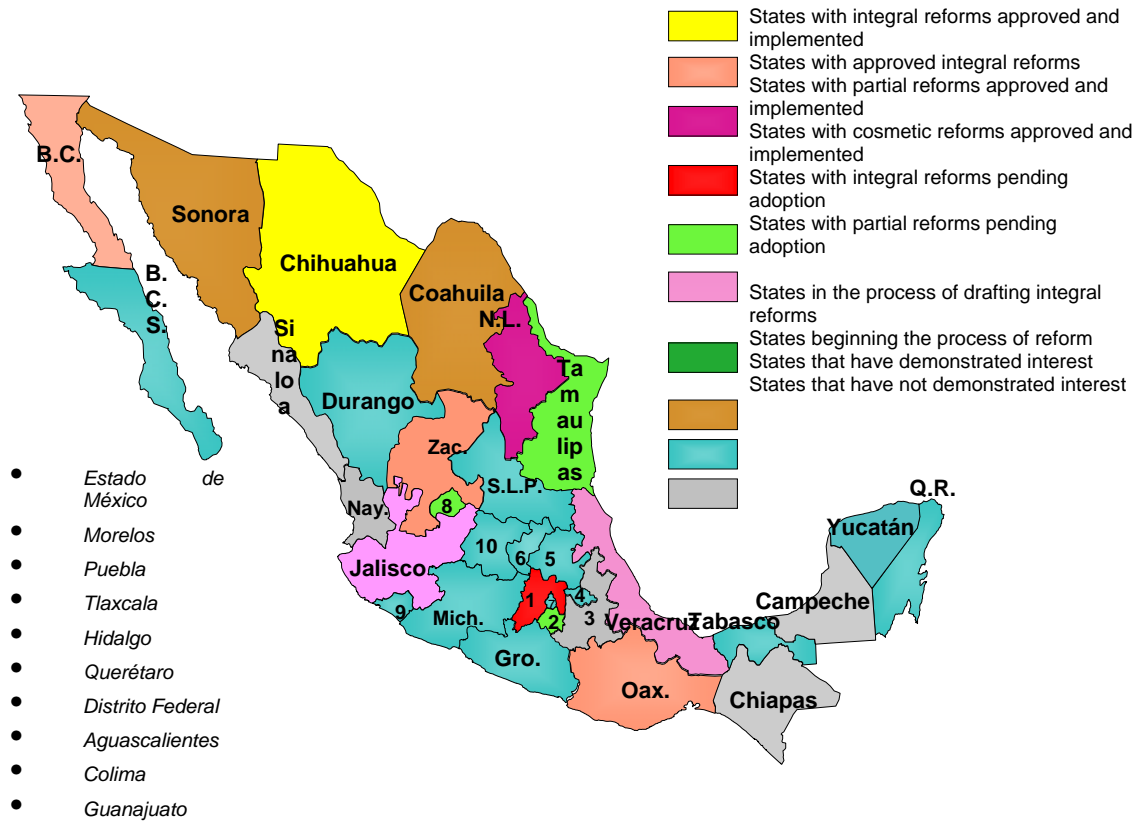 States with integral reforms approved and
implemented
States with approved integral reforms
States with partial reforms approved and
implemented
States with cosmetic reforms approved and
implemented
States with integral reforms pending
adoption
States with partial reforms pending
adoption
States in the process of drafting integral
reforms
States beginning the process of reform
States that have demonstrated interest
States that have not demonstrated interest
B.C.
Sonora
Chihuahua
B.
C.
S.
Coahuila
N.L.
Si
na
lo
a
Durango
Ta
m
au
lip
as
Zac.
S.L.P.
Nay.
8
Q.R.
Yucatán
10
6
5
Jalisco
Campeche
1
4
7
9
Mich.
2
3
Veracruz
Tabasco
Gro.
Oax.
Chiapas
• Estado de
México
• Morelos
• Puebla
• Tlaxcala
• Hidalgo
• Querétaro
• Distrito Federal
• Aguascalientes
• Colima
• Guanajuato